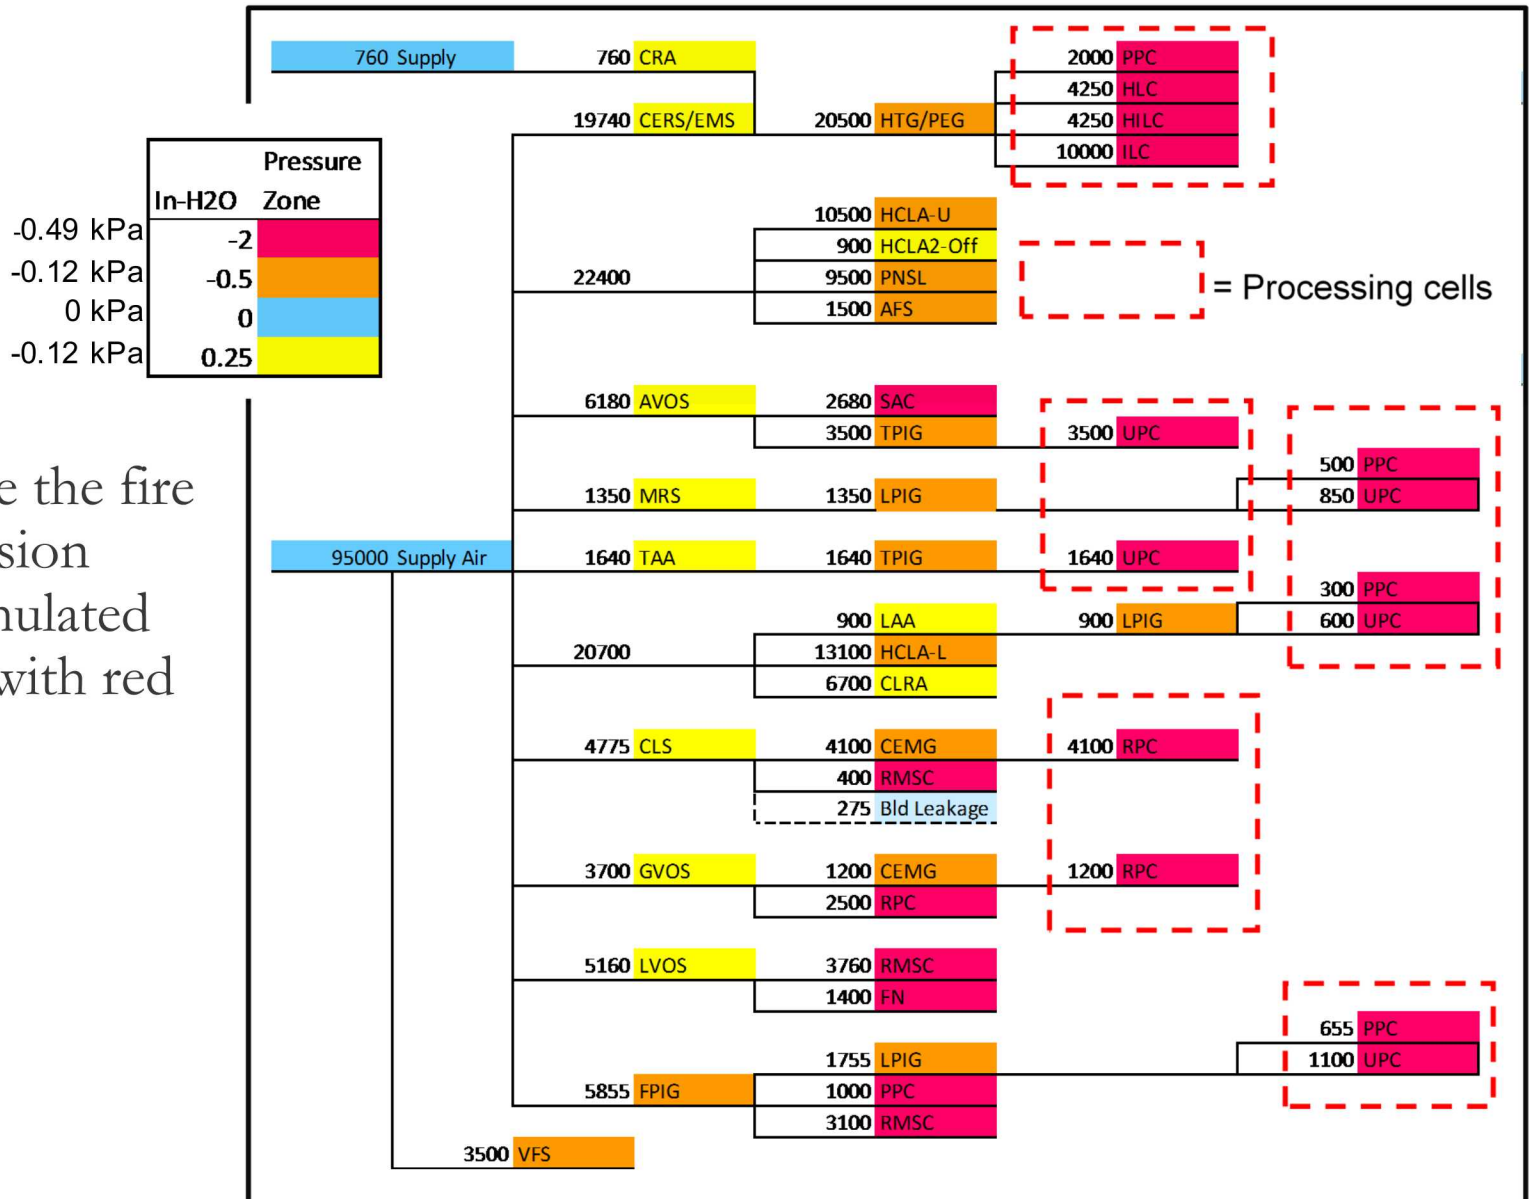 760 Supply
760 CRA
2000 PPC
4250 HLC
19740 CERS/EMS
20500 HTG/PEG
4250 HILC
10000 ILC
Pressure
In-H2O Zone
-0.49 kPa -2
-0.12 kPa -0.5
0 kPa 0
-0.12 kPa 0.25
10500 HCLA-U
900 HCLA2-Off
22400
9500 PNSL
1500 AFS
= Processing cells
6180 AVOS
2680 SAC
3500 TPIG
3500 UPC
500 PPC
e the fire
1350 MRS
1350 LPIG
850 UPC
sion
95000 Supply Air
1640 TAA
1640 TPIG
1640 UPC
300 PPC
nulated
900 LAA
900 LPIG
600 UPC
20700
13100 HCLA-L
with red
6700 CLRA
4775 CLS
4100 CEMG
4100 RPC
400 RMSC
275 Bld Leakage
3700 GVOS
1200 CEMG
1200 RPC
2500 RPC
5160 LVOS
3760 RMSC
1400 FN
655 PPC
1755 LPIG
1100 UPC
5855 FPIG
1000 PPC
3100 RMSC
3500 VFS